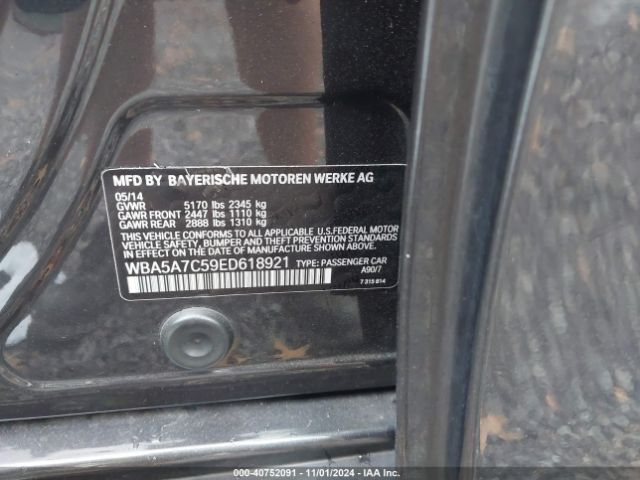 MFD BY BAYERISCHE MOTOREN WERKE AG
05/14
GVWR 5170 lbs 2345 kg
GAWR FRONT 2447 lbs 1110 kg
GAWR REAR 2888 lbs 1310 kg
THIS VEHICLE CONFORMS TO ALL APPLICABLE U.S.FEDERAL MOTOR
VEHICLE SAFETY, BUMPER AND THEFT PREVENTION STANDARDS
IN EFFECT ON THE DATE OF MANUFACTURE SHOWN ABOVE.
WBA5A7C59ED618921 TYPE: PASSENGER CAR
A90/7
7 315 814
000-40752091 - 11/01/2024 - IAA Inc.